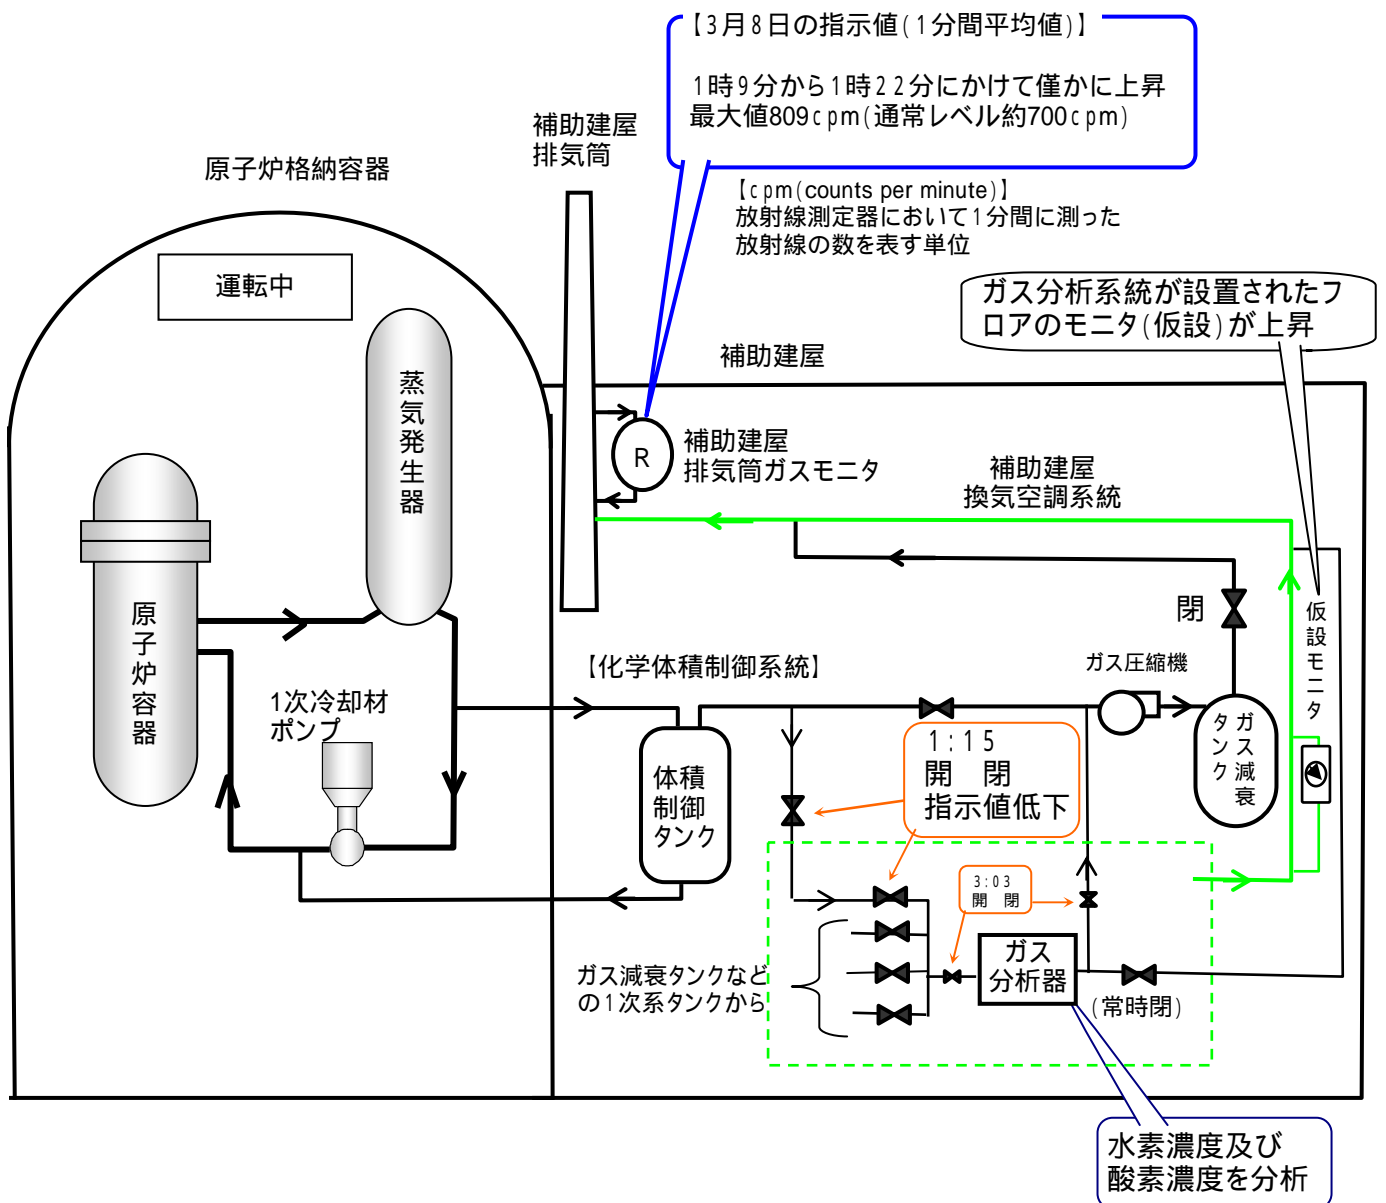 【3月8日の指示値(1分間平均値)】
1時9分から1時22分にかけて僅かに上昇
最大値809cpm(通常レベル約700cpm)
補助建屋
排気筒
原子炉格納容器
【cpm(counts per minute)】
放射線測定器において1分間に測った
放射線の数を表す単位
運転中
ガス分析系統が設置されたフ
ロアのモニタ(仮設)が上昇
補助建屋
蒸気発生器
R
補助建屋
排気筒ガスモニタ
補助建屋
換気空調系統
原子炉容器
閉
仮設モニタ
【化学体積制御系統】
ガス圧縮機
1次冷却材
ポンプ
ガス減衰
タンク
体積
制御
タンク
1:15
開 閉
指示値低下
3:03
開 閉
ガス減衰タンクなど
の1次系タンクから
ガス
分析器
(常時閉)
水素濃度及び
酸素濃度を分析